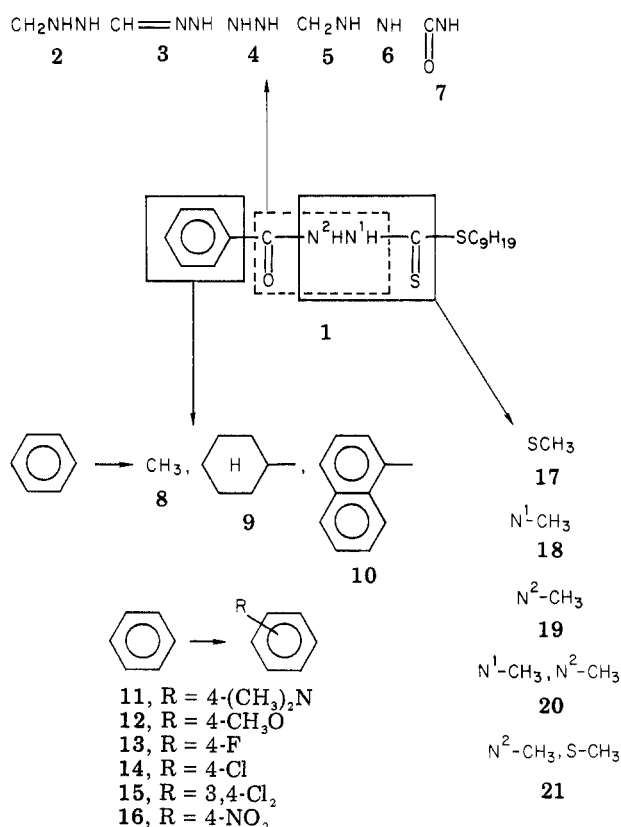 CH₂NHNH CH=NNH NHNH CH₂NH NH CNH
O
2 3 4 5 6 7
C N²HN¹H C SC₉H₁₉
O S
1
CH₃, H ,
8 9 10
SCH₃
17
N¹-CH₃
18
N²-CH₃
19
R
N¹-CH₃, N²-CH₃
20
11, R = 4-(CH₃)₂N
12, R = 4-CH₃O
13, R = 4-F
14, R = 4-Cl
15, R = 3,4-Cl₂
16, R = 4-NO₂
N²-CH₃, S-CH₃
21